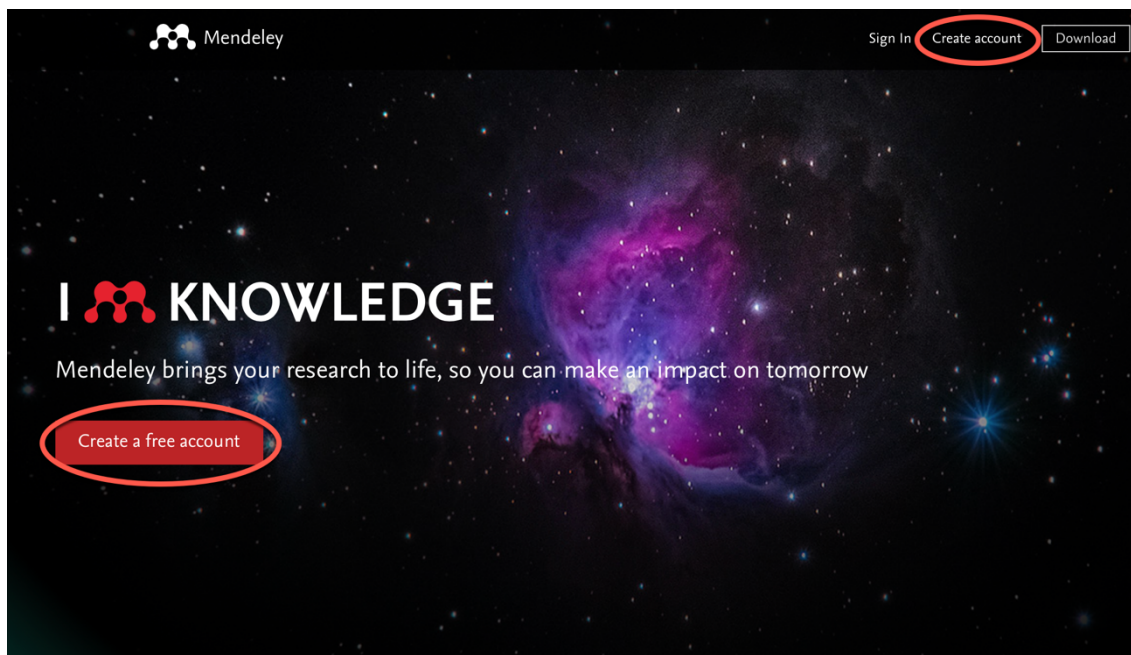 Mendeley
Sign In
Create account
Download
I KNOWLEDGE
Mendeley brings your research to life, so you can make an impact on tomorrow
Create a free account